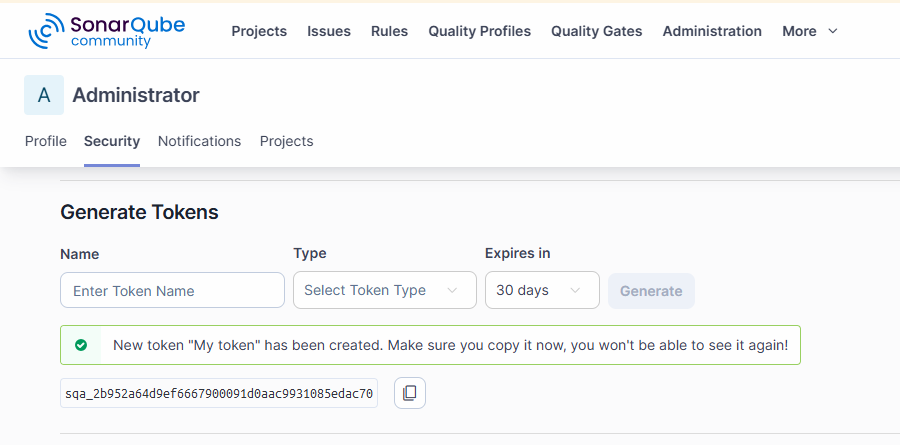 SonarQube
community
Projects Issues Rules Quality Profiles Quality Gates Administration More
A Administrator
Profile Security Notifications Projects
Generate Tokens
Name Type Expires in
Enter Token Name Select Token Type 30 days Generate
New token "My token" has been created. Make sure you copy it now, you won't be able to see it again!
sqa_2b952a64d9ef6667900091d0aac9931085edac70